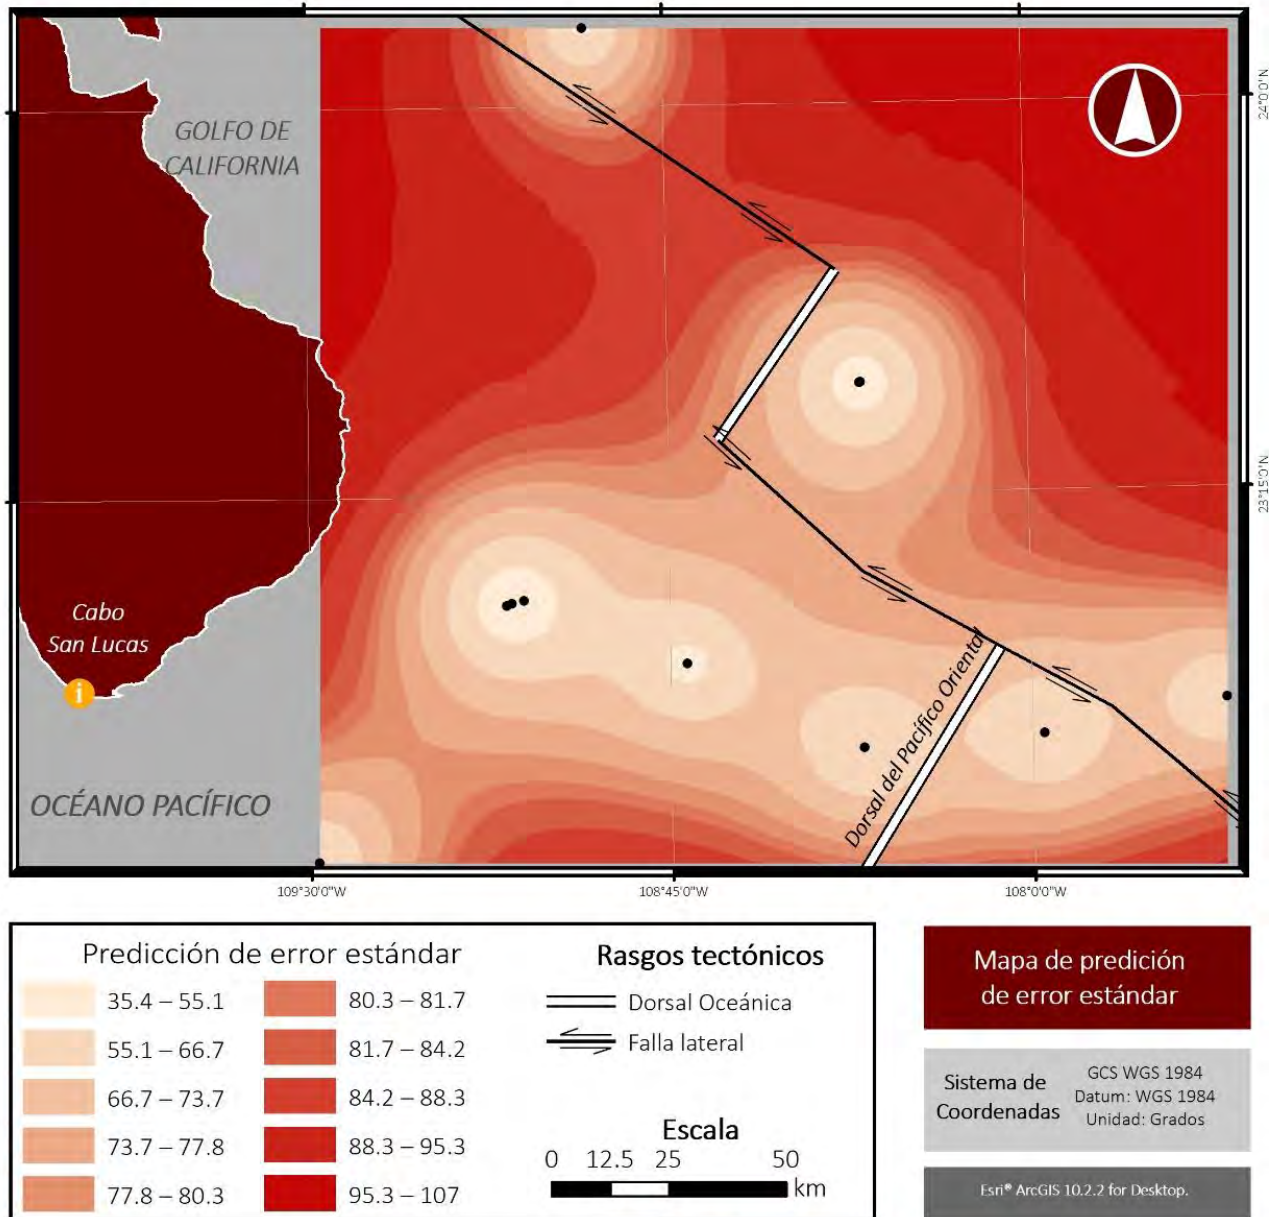 GOLFO DE
CALIFORNIA
24°0'0"N
23°15'0"N
Cabo
San Lucas
i
Dorsal del Pacífico Oriental
OCÉANO PACÍFICO
109°30'0"W
108°45'0"W
108°0'0"W
Predicción de error estándar
35.4 – 55.1
55.1 – 66.7
66.7 – 73.7
73.7 – 77.8
77.8 – 80.3
80.3 – 81.7
81.7 – 84.2
84.2 – 88.3
88.3 – 95.3
95.3 – 107
Rasgos tectónicos
Dorsal Oceánica
Falla lateral
Escala
0 12.5 25 50
km
Mapa de predición
de error estándar
Sistema de
Coordenadas
GCS WGS 1984
Datum: WGS 1984
Unidad: Grados
Esri® ArcGIS 10.2.2 for Desktop.